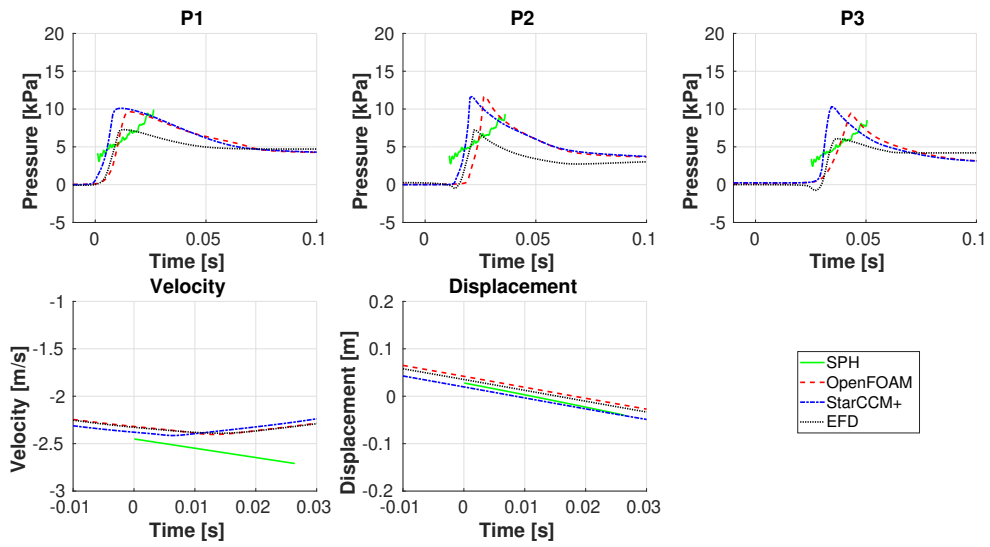 P1
P2
P3
20
15
10
5
0
-5
Pressure [kPa]
0
0.05
0.1
Time [s]
20
15
10
5
0
-5
Pressure [kPa]
0
0.05
0.1
Time [s]
20
15
10
5
0
-5
Pressure [kPa]
0
0.05
0.1
Time [s]
Velocity
-1
-1.5
-2
-2.5
-3
Velocity [m/s]
-0.01
0
0.01
0.02
0.03
Time [s]
Displacement
0.2
0.1
0
-0.1
-0.2
Displacement [m]
-0.01
0
0.01
0.02
0.03
Time [s]
SPH
OpenFOAM
StarCCM+
EFD